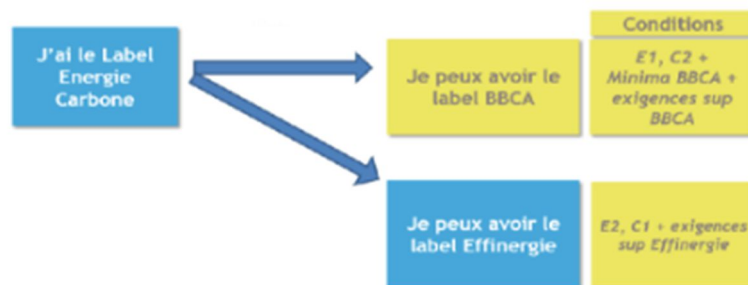 Conditions
J'ai le Label
Energie
Carbone
Je peux avoir le
label BBCA
E1, C2 +
Minima BBCA +
exigences sup
BBCA
Je peux avoir le
label Effinergie
E2, C1 + exigences
sup Effinergie